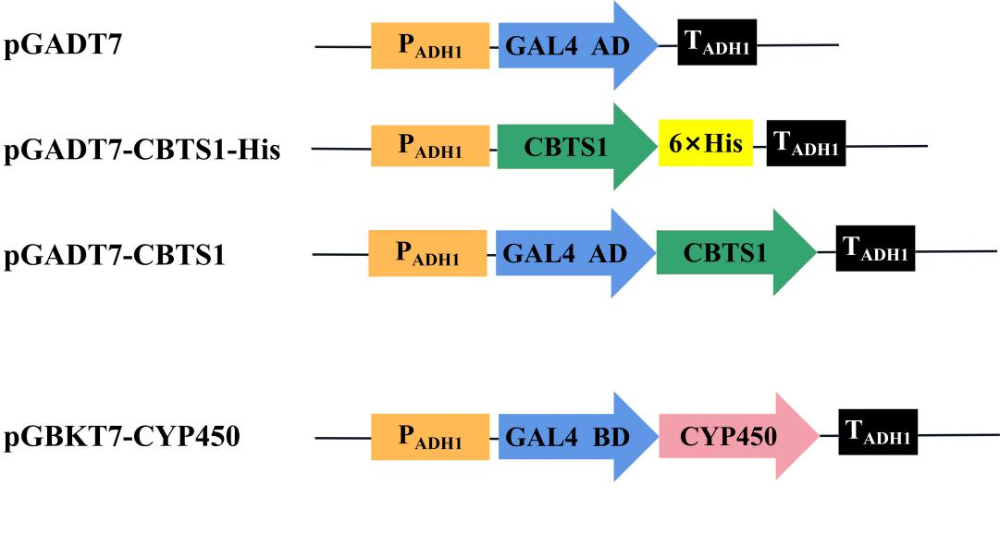 pGADT7 PADH1 GAL4 AD TADH1
pGADT7-CBTS1-His PADH1 CBTS1 6×His TADH1
pGADT7-CBTS1 PADH1 GAL4 AD CBTS1 TADH1
pGBKT7-CYP450 PADH1 GAL4 BD CYP450 TADH1